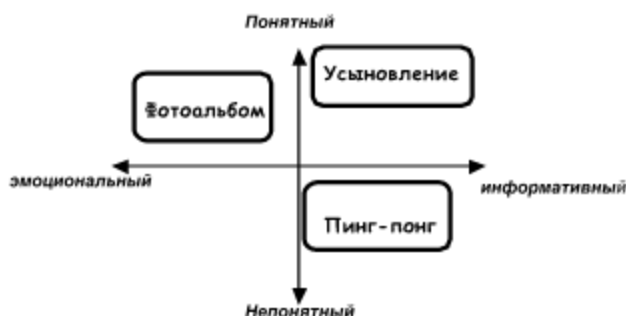 Понятный
Усыновление
Фотоальбом
эмоциональный
информативный
Пинг-понг
Непонятный